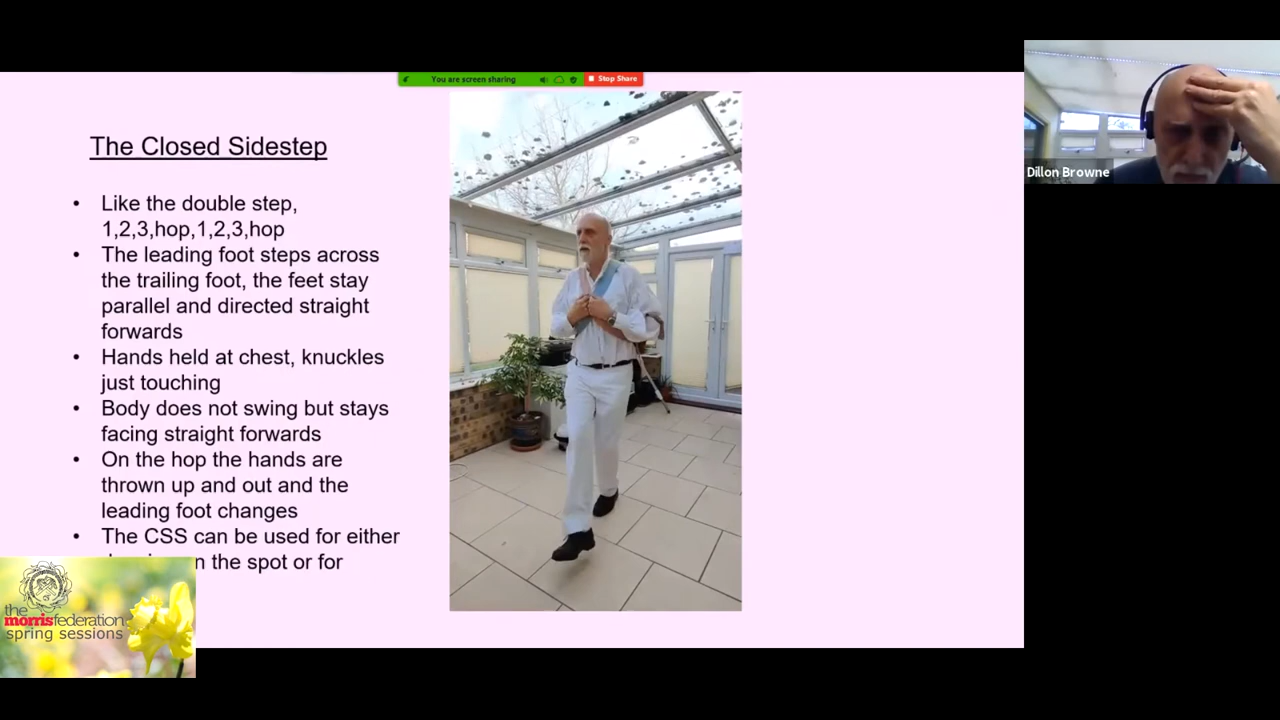 You are screen sharing
Stop Share
The Closed Sidestep
• Like the double step,
1,2,3,hop,1,2,3,hop
• The leading foot steps across
the trailing foot, the feet stay
parallel and directed straight
forwards
• Hands held at chest, knuckles
just touching
• Body does not swing but stays
facing straight forwards
• On the hop the hands are
thrown up and out and the
leading foot changes
• The CSS can be used for either
the spot or for
Dillon Browne
the
morrisfederation
spring sessions